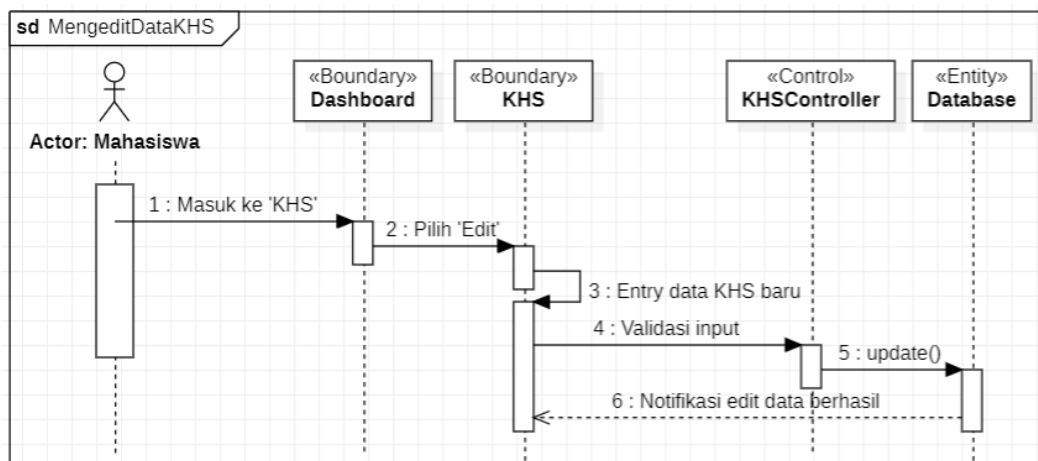 sd MengeditDataKHS
«Boundary»
Dashboard
«Boundary»
KHS
«Control»
KHSController
«Entity»
Database
Actor: Mahasiswa
1 : Masuk ke 'KHS'
2 : Pilih 'Edit'
3 : Entry data KHS baru
4 : Validasi input
5 : update()
6 : Notifikasi edit data berhasil